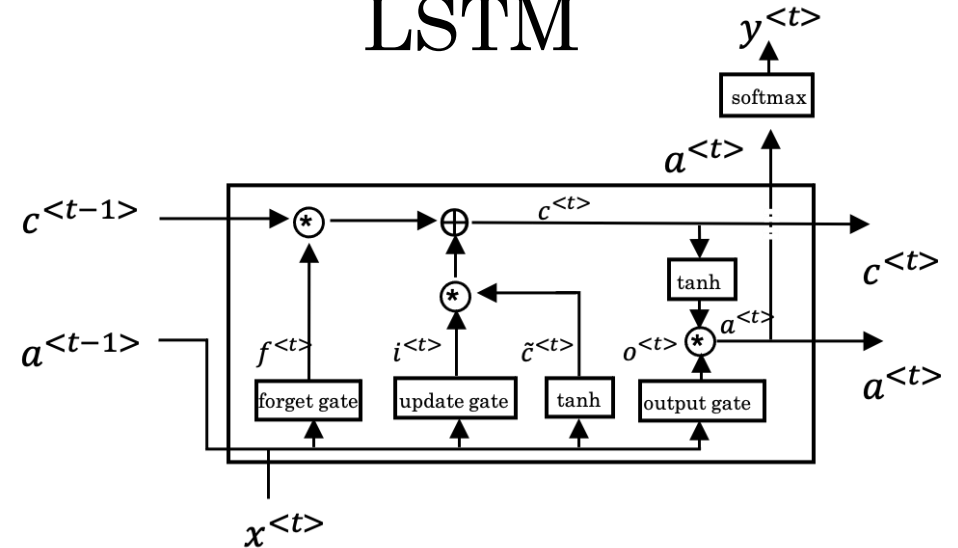 LSTM
y<t>
softmax
a<t>
c<t-1>
*
c<t>
c<t>
tanh
*
a<t-1>
f<t>
i<t>
c̃<t>
o<t>
*
a<t>
a<t>
forget gate
update gate
tanh
output gate
x<t>